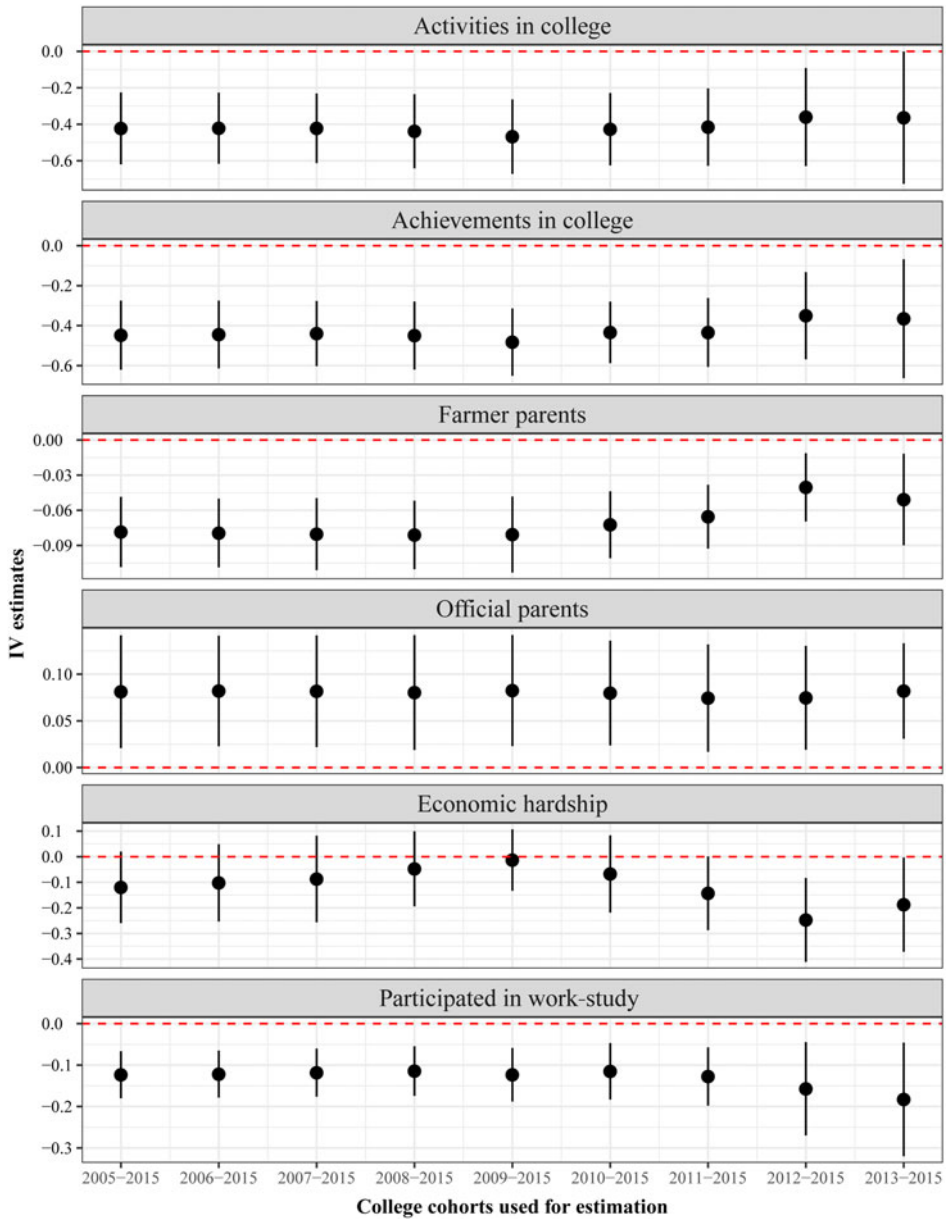 Activities in college
0.0
−0.2
−0.4
−0.6
Achievements in college
0.0
−0.2
−0.4
−0.6
Farmer parents
0.00
−0.03
−0.06
−0.09
Official parents
0.10
0.05
0.00
Economic hardship
0.1
0.0
−0.1
−0.2
−0.3
−0.4
Participated in work-study
0.0
−0.1
−0.2
−0.3
IV estimates
2005−2015 2006−2015 2007−2015 2008−2015 2009−2015 2010−2015 2011−2015 2012−2015 2013−2015
College cohorts used for estimation